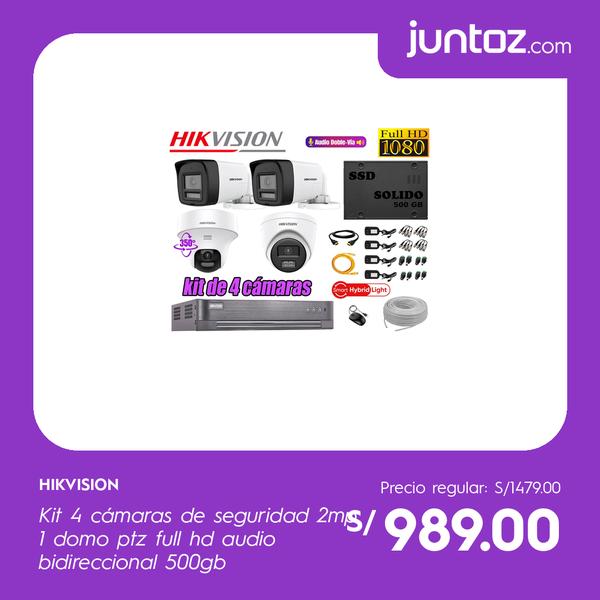 juntoz.com
HIKVISION
Audio Doble-Vía
Full HD
1080
SSD
SOLIDO
500 GB
HIKVISION
350°
kit de 4 cámaras
Smart Hybrid Light
HIKVISION
Precio regular: S/1479.00
Kit 4 cámaras de seguridad 2mp
1 domo ptz full hd audio
bidireccional 500gb
S/ 989.00